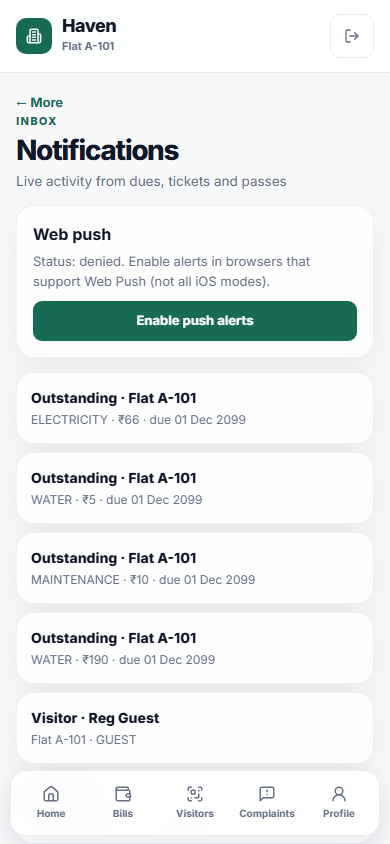 Haven
Flat A-101
← More
INBOX
Notifications
Live activity from dues, tickets and passes
Web push
Status: denied. Enable alerts in browsers that
support Web Push (not all iOS modes).
Enable push alerts
Outstanding · Flat A-101
ELECTRICITY · ₹66 · due 01 Dec 2099
Outstanding · Flat A-101
WATER · ₹5 · due 01 Dec 2099
Outstanding · Flat A-101
MAINTENANCE · ₹10 · due 01 Dec 2099
Outstanding · Flat A-101
WATER · ₹190 · due 01 Dec 2099
Visitor · Reg Guest
Flat A-101 · GUEST
Home Bills Visitors Complaints Profile